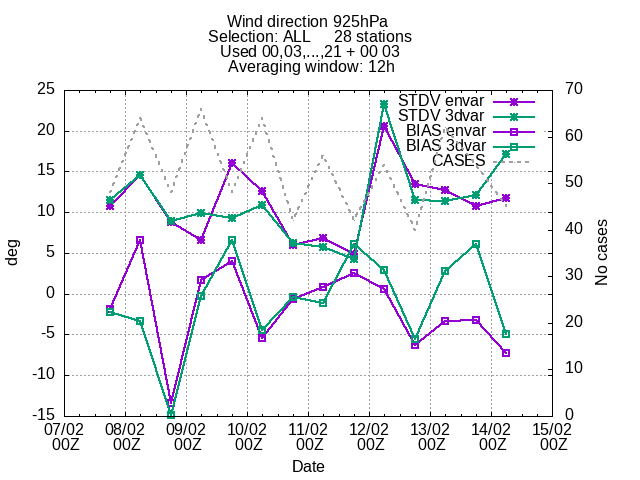 Wind direction 925hPa
Selection: ALL 28 stations
Used 00,03,...,21 + 00 03
Averaging window: 12h
STDV envar
STDV 3dvar
BIAS envar
BIAS 3dvar
CASES
deg
No cases
25
20
15
10
5
0
-5
-10
-15
70
60
50
40
30
20
10
0
07/02 08/02 09/02 10/02 11/02 12/02 13/02 14/02 15/02
00Z 00Z 00Z 00Z 00Z 00Z 00Z 00Z 00Z
Date